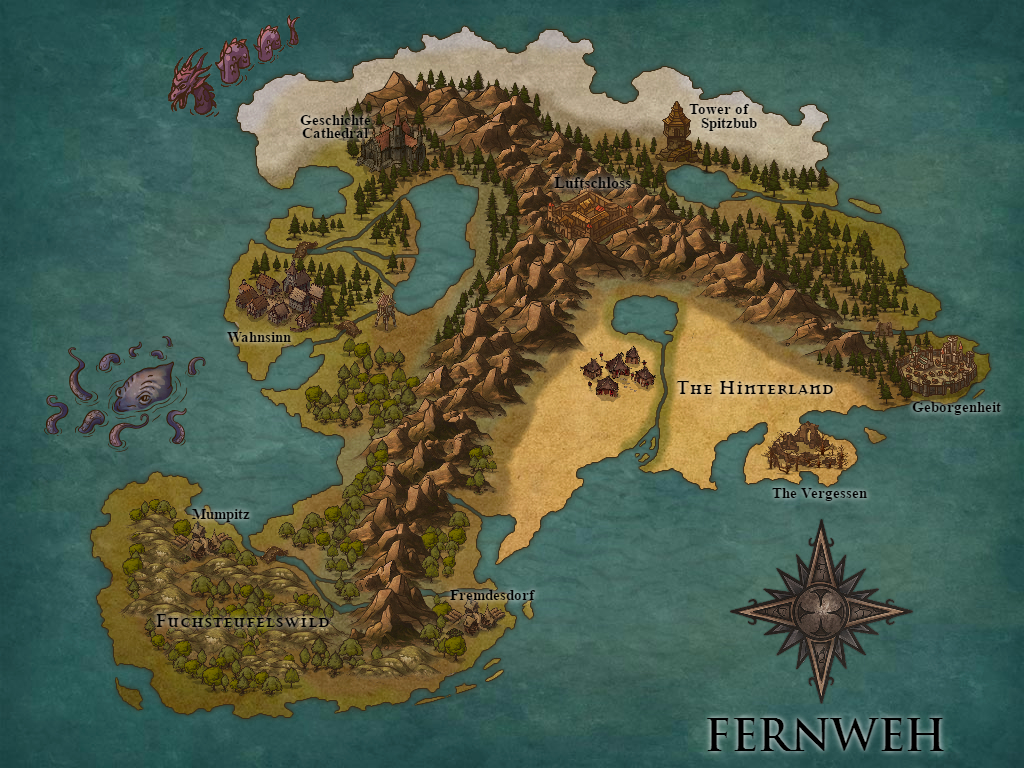 Geschichte
Cathedral
Tower of
Spitzbub
Luftschloss
Wahnsinn
The Hinterland
Geborgenheit
The Vergessen
Mumpitz
Fremdesdorf
Fuchsteufelswild
FERNWEH